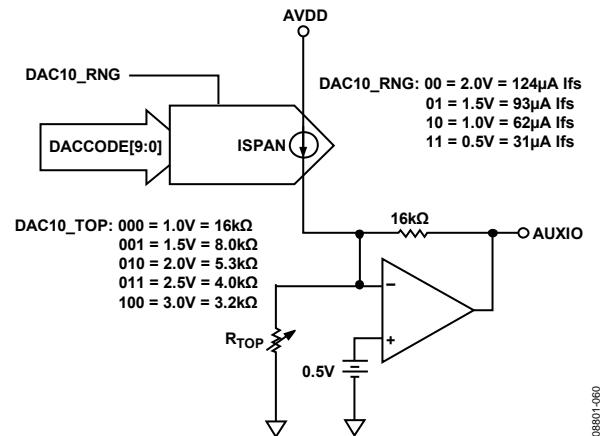 AVDD
DAC10_RNG
DAC10_RNG: 00 = 2.0V = 124µA Ifs
01 = 1.5V = 93µA Ifs
10 = 1.0V = 62µA Ifs
11 = 0.5V = 31µA Ifs
DACCODE[9:0]
ISPAN
DAC10_TOP: 000 = 1.0V = 16kΩ
001 = 1.5V = 8.0kΩ
010 = 2.0V = 5.3kΩ
011 = 2.5V = 4.0kΩ
100 = 3.0V = 3.2kΩ
16kΩ
AUXIO
–
+
RTOP
0.5V
08801-060